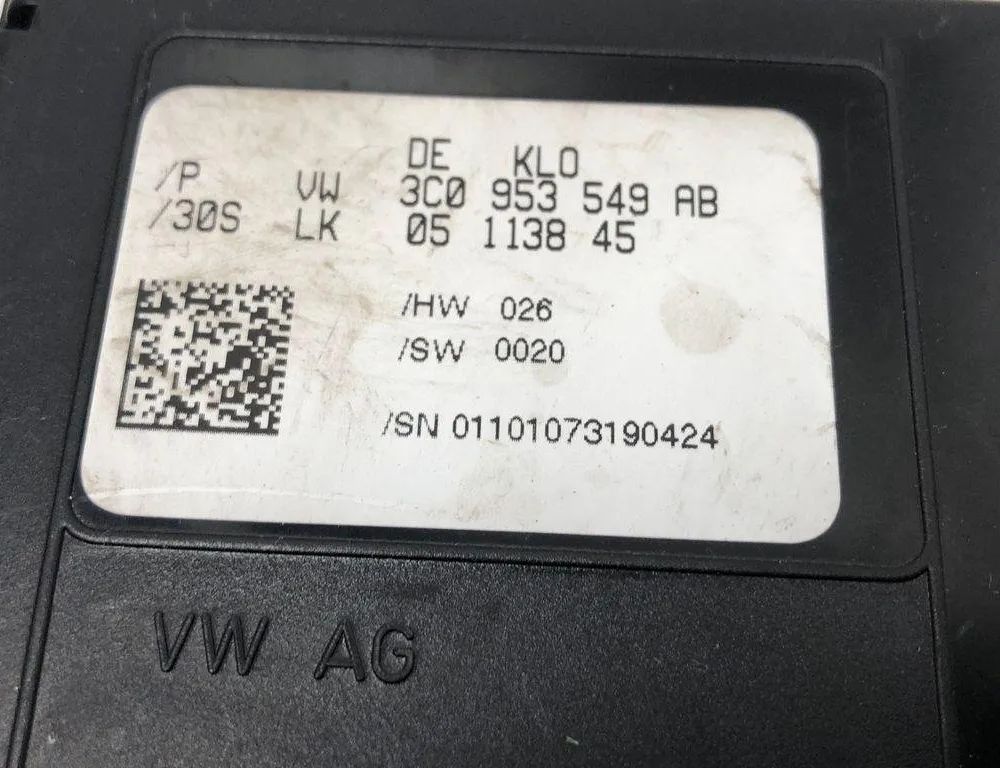 DE KLO
/P VW 3C0 953 549 AB
/30S LK 05 1138 45
/HW 026
/SW 0020
/SN 01101073190424
VW AG